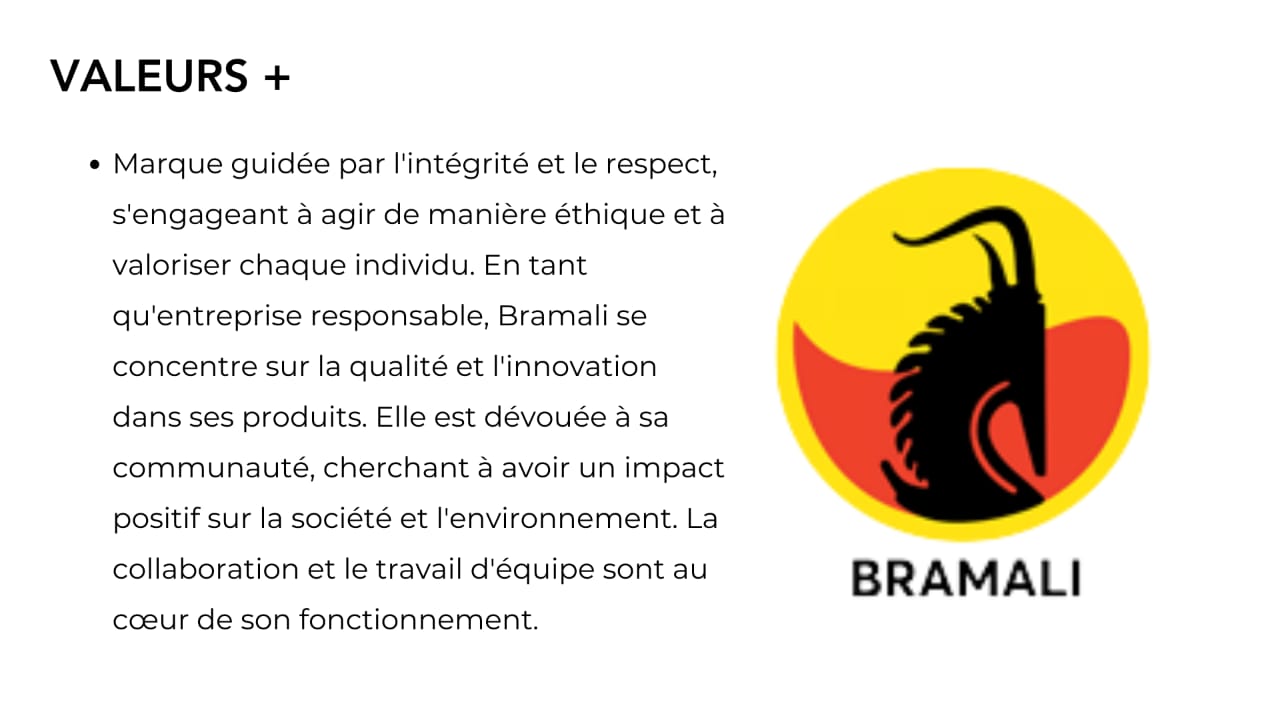 VALEURS +
• Marque guidée par l'intégrité et le respect,
s'engageant à agir de manière éthique et à
valoriser chaque individu. En tant
qu'entreprise responsable, Bramali se
concentre sur la qualité et l'innovation
dans ses produits. Elle est dévouée à sa
communauté, cherchant à avoir un impact
positif sur la société et l'environnement. La
collaboration et le travail d'équipe sont au
cœur de son fonctionnement.
BRAMALI